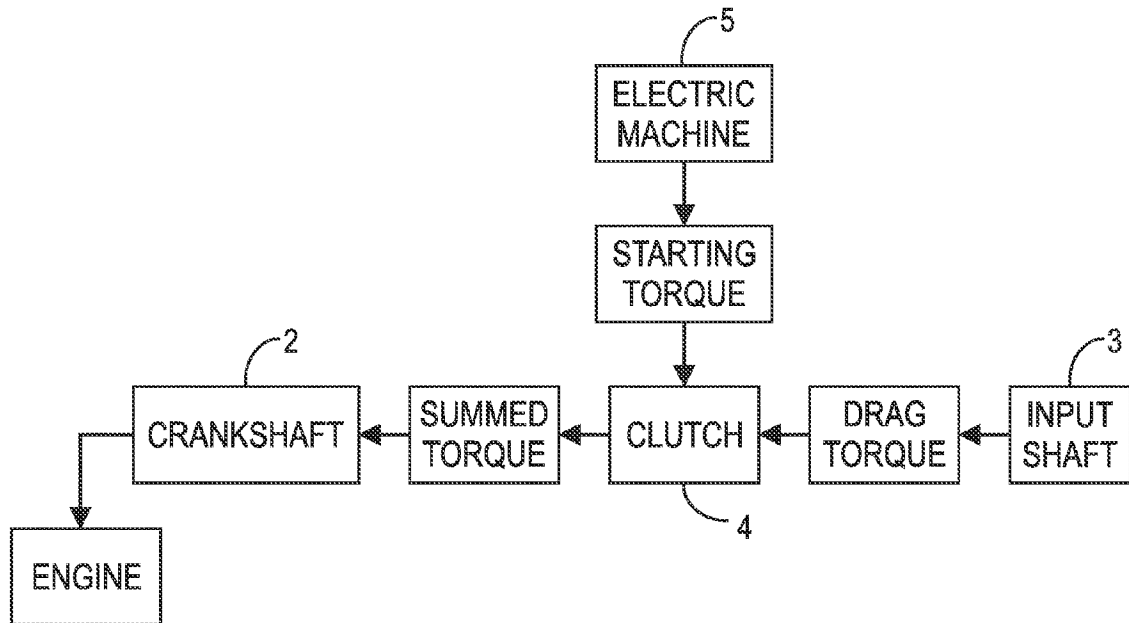 5
ELECTRIC
MACHINE
STARTING
TORQUE
2
3
CRANKSHAFT
SUMMED
TORQUE
CLUTCH
DRAG
TORQUE
INPUT
SHAFT
4
ENGINE